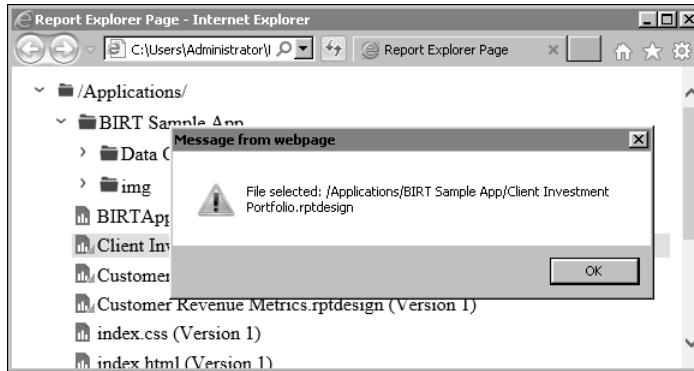 Report Explorer Page - Internet Explorer
C:\Users\Administrator\
Report Explorer Page
/Applications/
BIRT Sample App
Message from webpage
Data
img
File selected: /Applications/BIRT Sample App/Client Investment
Portfolio.rptdesign
BIRTApp
Client Inv
OK
Customer
Customer Revenue Metrics.rptdesign (Version 1)
index.css (Version 1)
index.html (Version 1)